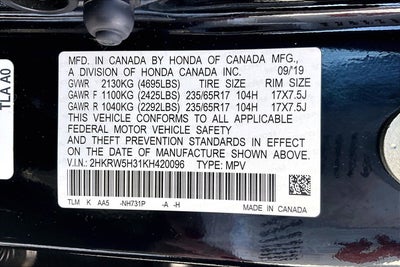 TLA A0
MFD. IN CANADA BY HONDA OF CANADA MFG.,
A DIVISION OF HONDA CANADA INC. 09/19
GVWR 2130KG (4695LBS) TIRE SIZE RIM SIZE
GAWR F 1100KG (2425LBS) 235/65R17 104H 17X7.5J
GAWR R 1040KG (2292LBS) 235/65R17 104H 17X7.5J
THIS VEHICLE CONFORMS TO ALL APPLICABLE
FEDERAL MOTOR VEHICLE SAFETY
AND THEFT PREVENTION STANDARDS IN EFFECT
ON THE DATE OF MANUFACTURE SHOWN ABOVE.
V.I.N.: 2HKRW5H31KH420096 TYPE: MPV
TLM K AA5 -NH731P -A -H
MADE IN CANADA